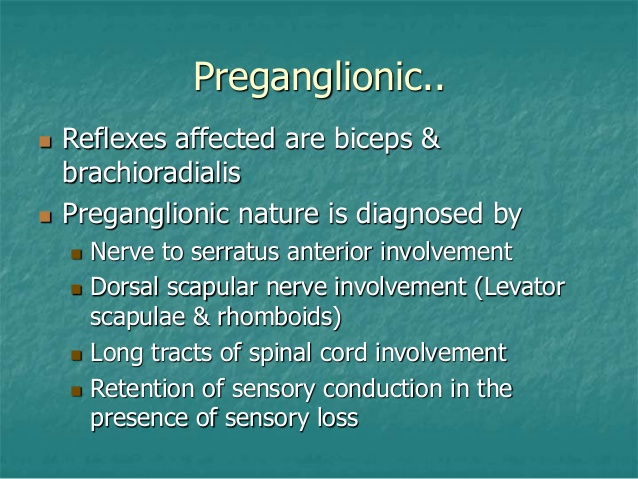 Preganglionic..
Reflexes affected are biceps &
brachioradialis
Preganglionic nature is diagnosed by
Nerve to serratus anterior involvement
Dorsal scapular nerve involvement (Levator
scapulae & rhomboids)
Long tracts of spinal cord involvement
Retention of sensory conduction in the
presence of sensory loss